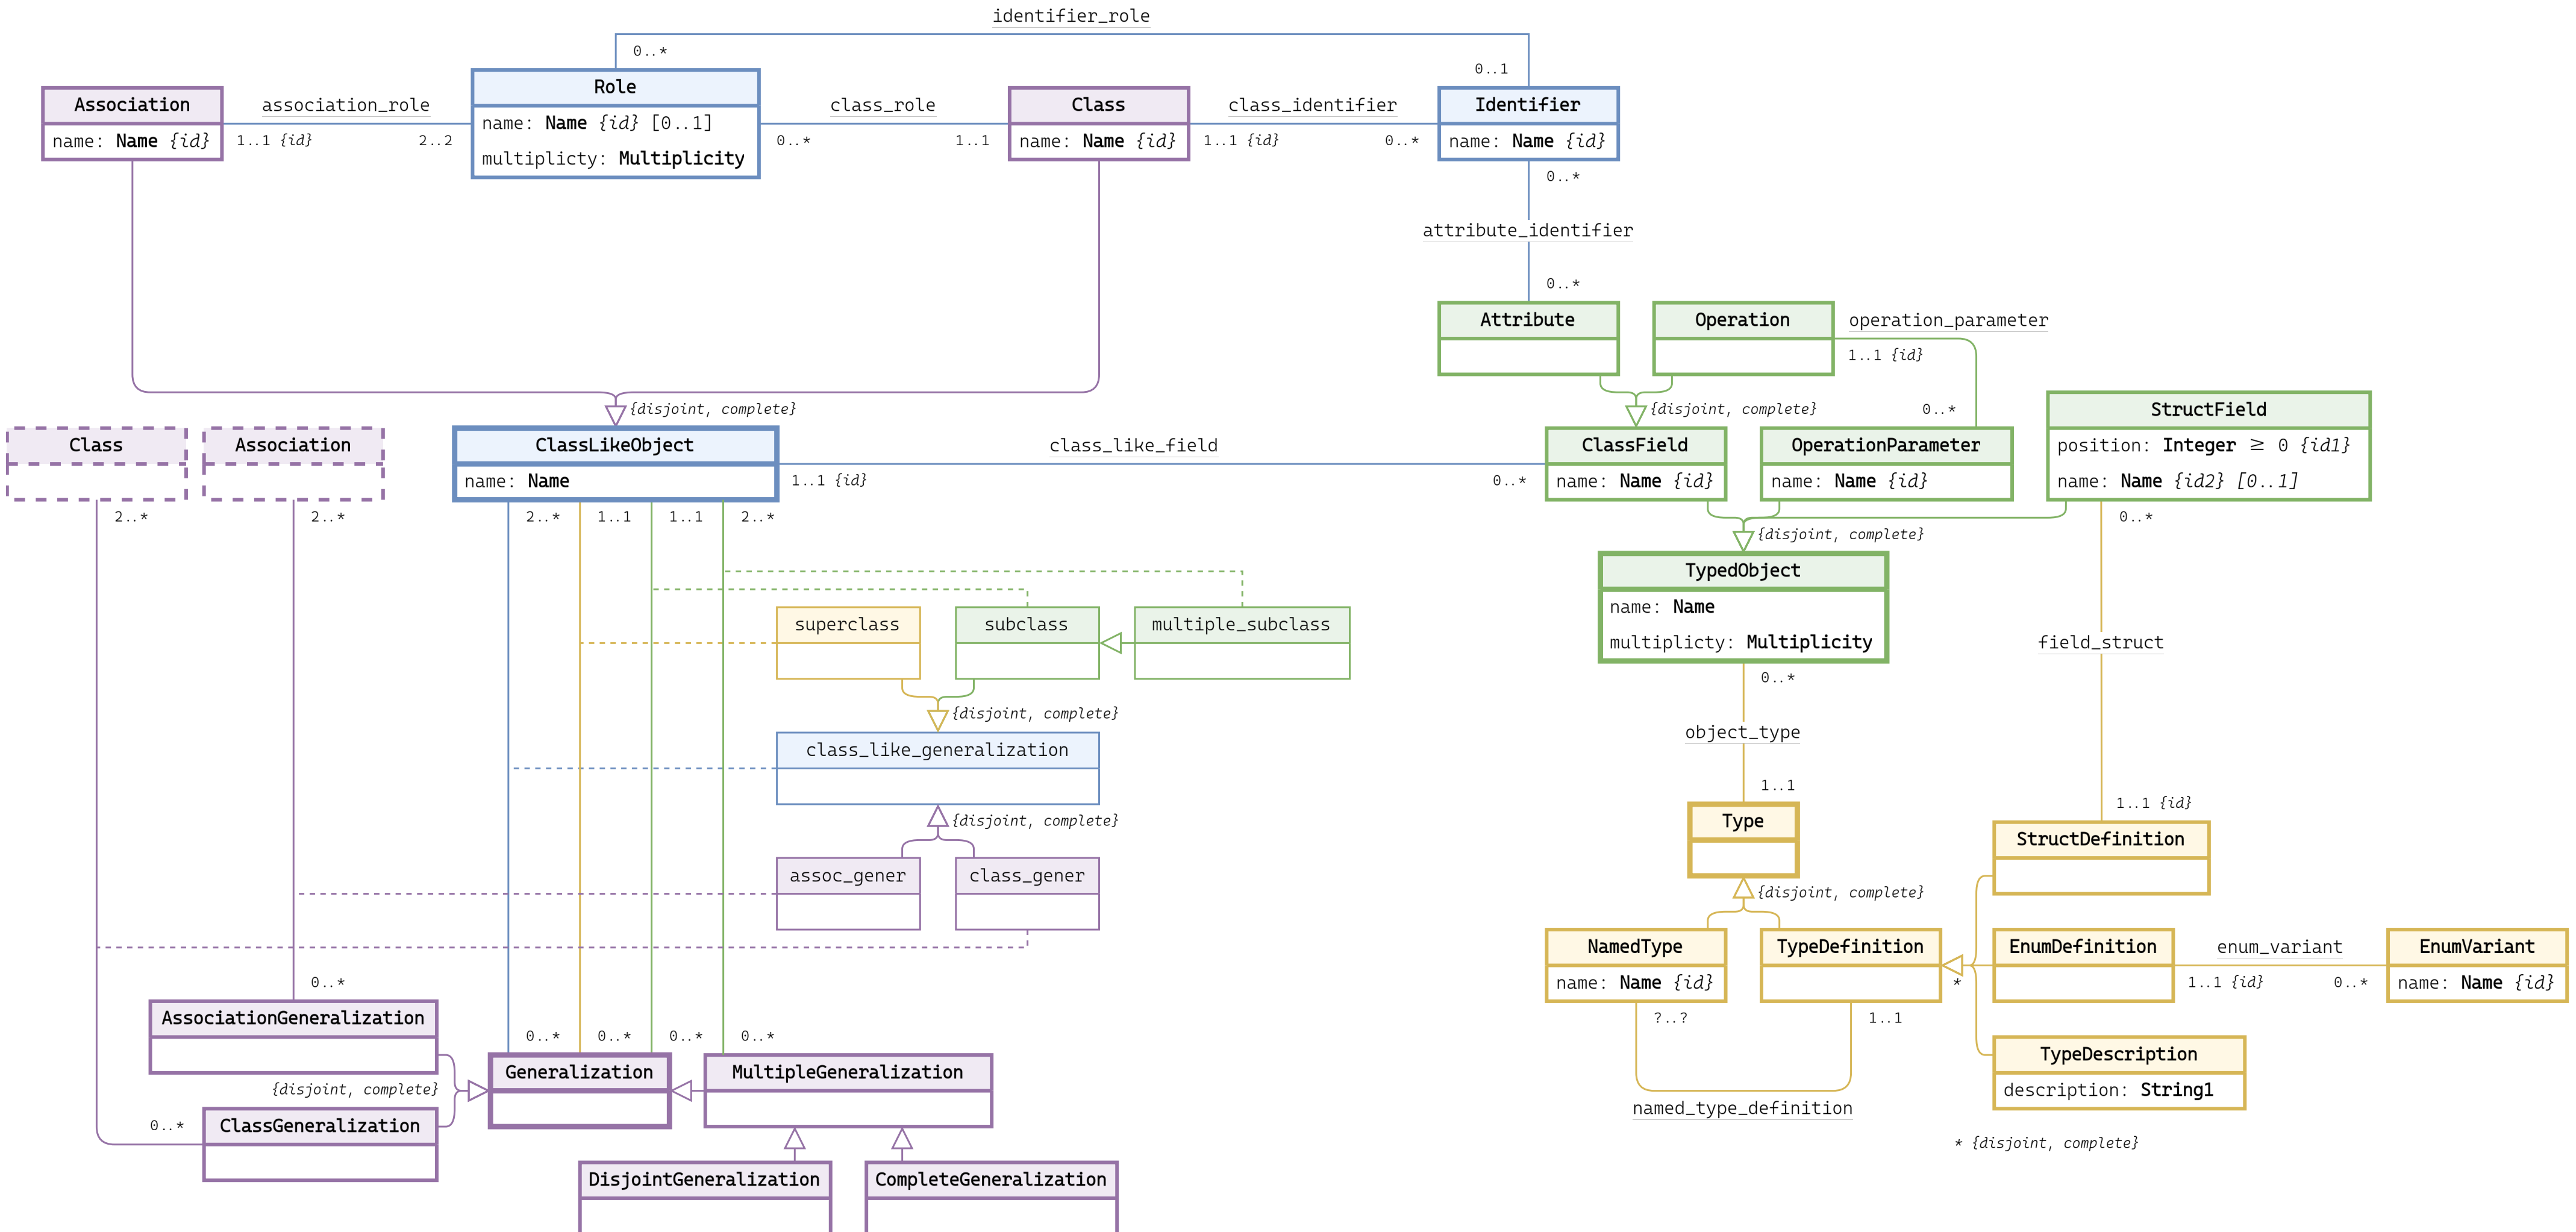 identifier_role
0..*
0..1
Association
name: Name {id}
association_role
1..1 {id}
2..2
Role
name: Name {id} [0..1]
multiplicty: Multiplicity
class_role
0..*
1..1
Class
name: Name {id}
class_identifier
1..1 {id}
0..*
Identifier
name: Name {id}
0..*
attribute_identifier
0..*
Attribute
Operation
operation_parameter
1..1 {id}
0..*
{disjoint, complete}
{disjoint, complete}
Class
2..*
Association
2..*
ClassLikeObject
name: Name
class_like_field
1..1 {id}
0..*
ClassField
name: Name {id}
OperationParameter
name: Name {id}
StructField
position: Integer ≥ 0 {id1}
name: Name {id2} [0..1]
2..*
1..1
1..1
2..*
0..*
{disjoint, complete}
TypedObject
name: Name
multiplicty: Multiplicity
superclass
subclass
multiple_subclass
field_struct
0..*
{disjoint, complete}
object_type
class_like_generalization
1..1
1..1 {id}
{disjoint, complete}
Type
StructDefinition
assoc_gener
class_gener
{disjoint, complete}
NamedType
name: Name {id}
TypeDefinition
*
EnumDefinition
enum_variant
1..1 {id}
0..*
EnumVariant
name: Name {id}
0..*
AssociationGeneralization
?..?
1..1
0..*
0..*
0..*
0..*
{disjoint, complete}
Generalization
MultipleGeneralization
TypeDescription
description: String1
0..*
ClassGeneralization
named_type_definition
* {disjoint, complete}
DisjointGeneralization
CompleteGeneralization